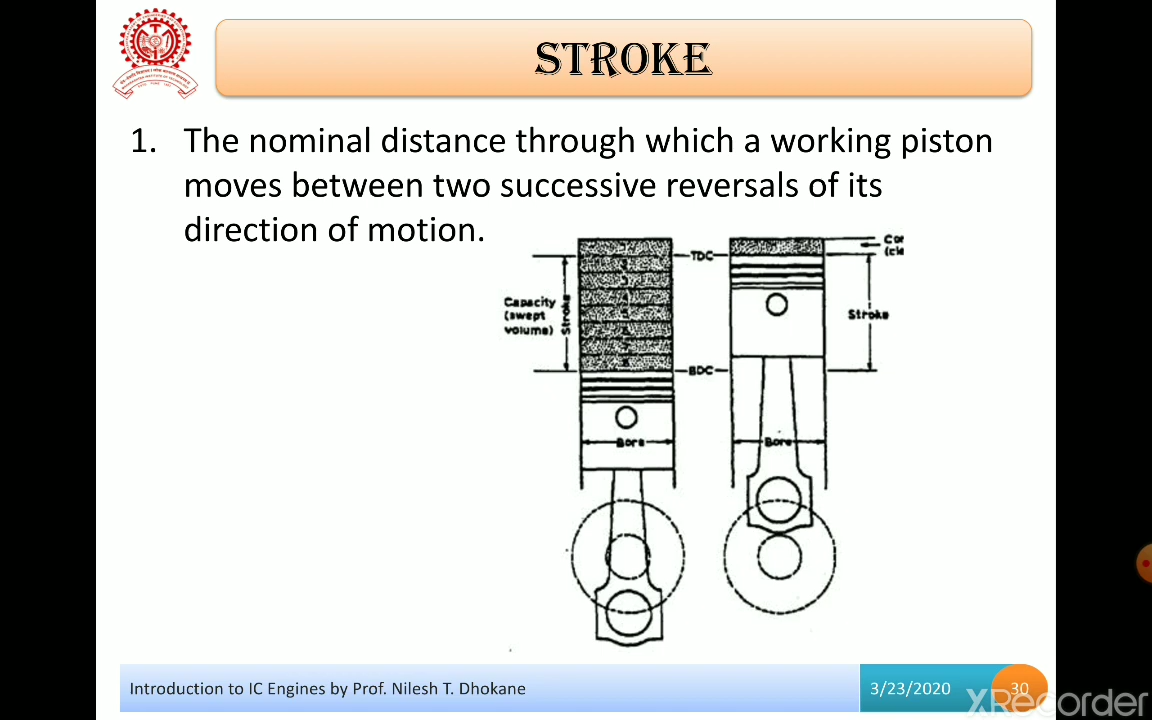 STROKE
1. The nominal distance through which a working piston
moves between two successive reversals of its
direction of motion.
TDC
Capacity
(swept
volume)
Stroke
Stroke
BDC
Bore
Bore
Introduction to IC Engines by Prof. Nilesh T. Dhokane
3/23/2020
30
XRecorder